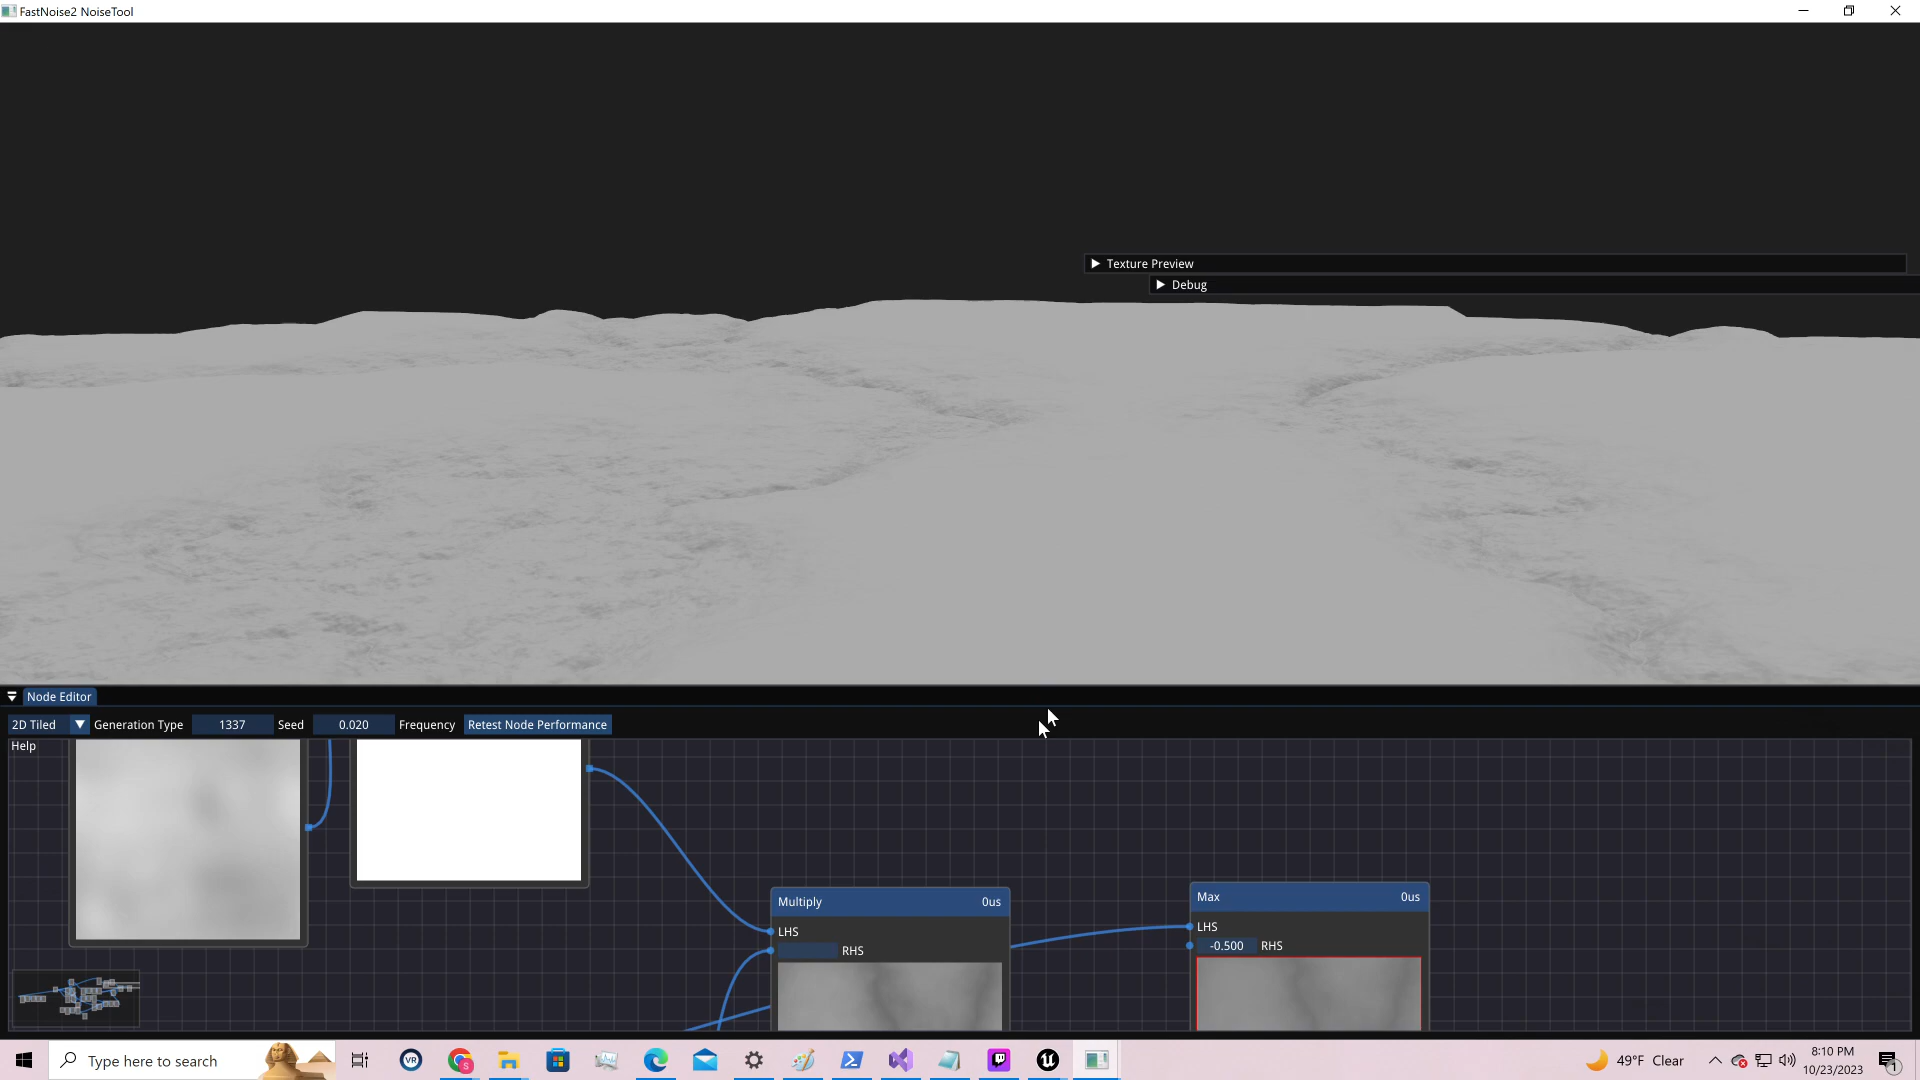 FastNoise2 NoiseTool
Texture Preview
Debug
Node Editor
2D Tiled Generation Type 1337 Seed 0.020 Frequency Retest Node Performance
Help
Multiply 0us
LHS
RHS
Max 0us
LHS
-0.500 RHS
Type here to search
VR
S
49°F Clear
8:10 PM
10/23/2023
1